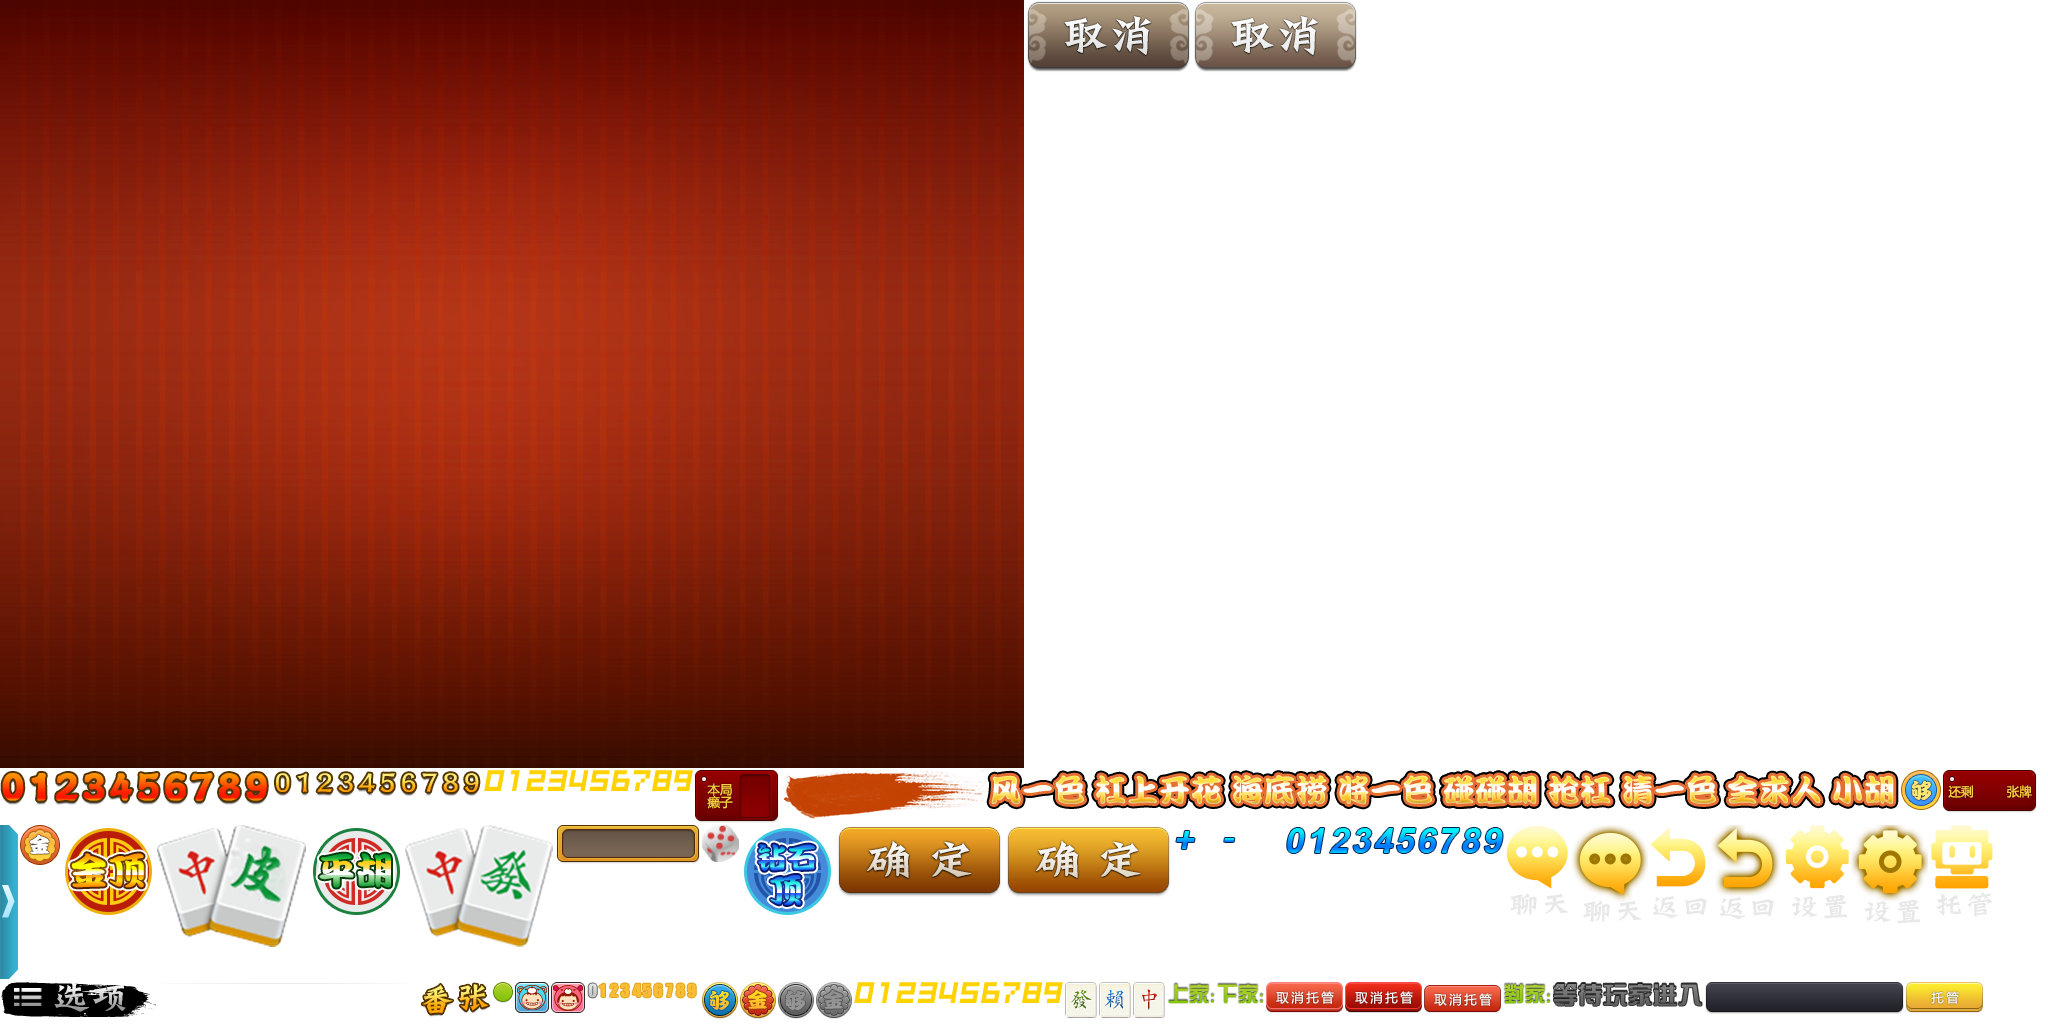 取消 取消
0123456789 0123456789 0123456789 本局癞子 风一色 杠上开花 海底捞 将一色 碰碰胡 抢杠 清一色 全求人 小胡 够 还剩 张牌
金 金顶 中 皮 平胡 中 發 钻石顶 确定 确定 + - 0123456789 聊天 聊天 返回 返回 设置 设置 托管
选项 番 张 0123456789 够 金 够 金 0123456789 發 賴 中 上家: 下家: 取消托管 取消托管 取消托管 對家: 等待玩家进入 托管